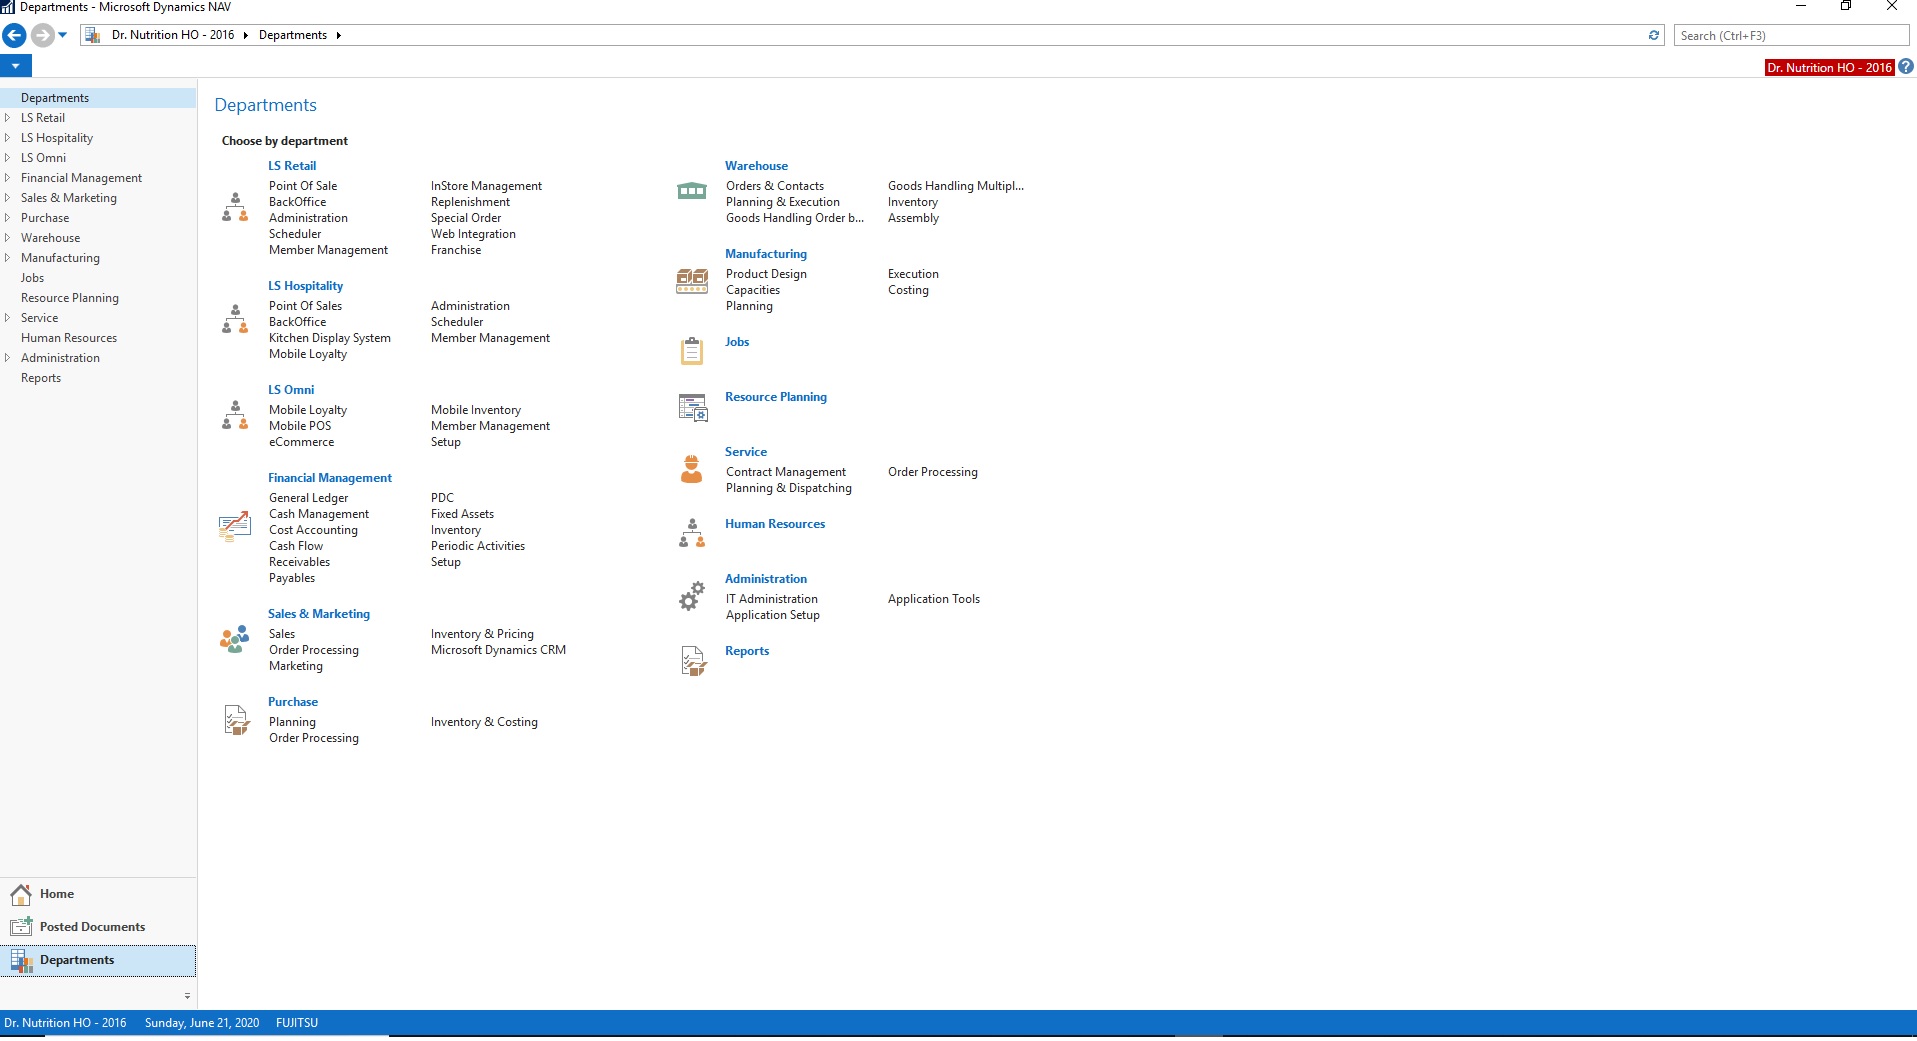 Departments - Microsoft Dynamics NAV
Dr. Nutrition HO - 2016 Departments
Search (Ctrl+F3)
Dr. Nutrition HO - 2016
Departments
LS Retail
LS Hospitality
LS Omni
Financial Management
Sales & Marketing
Purchase
Warehouse
Manufacturing
Jobs
Resource Planning
Service
Human Resources
Administration
Reports
Departments
Choose by department
LS Retail
Point Of Sale InStore Management
BackOffice Replenishment
Administration Special Order
Scheduler Web Integration
Member Management Franchise
LS Hospitality
Point Of Sales Administration
BackOffice Scheduler
Kitchen Display System Member Management
Mobile Loyalty
LS Omni
Mobile Loyalty Mobile Inventory
Mobile POS Member Management
eCommerce Setup
Financial Management
General Ledger PDC
Cash Management Fixed Assets
Cost Accounting Inventory
Cash Flow Periodic Activities
Receivables Setup
Payables
Sales & Marketing
Sales Inventory & Pricing
Order Processing Microsoft Dynamics CRM
Marketing
Purchase
Planning Inventory & Costing
Order Processing
Warehouse
Orders & Contacts Goods Handling Multipl...
Planning & Execution Inventory
Goods Handling Order b... Assembly
Manufacturing
Product Design Execution
Capacities Costing
Planning
Jobs
Resource Planning
Service
Contract Management Order Processing
Planning & Dispatching
Human Resources
Administration
IT Administration Application Tools
Application Setup
Reports
Home
Posted Documents
Departments
Dr. Nutrition HO - 2016 Sunday, June 21, 2020 FUJITSU